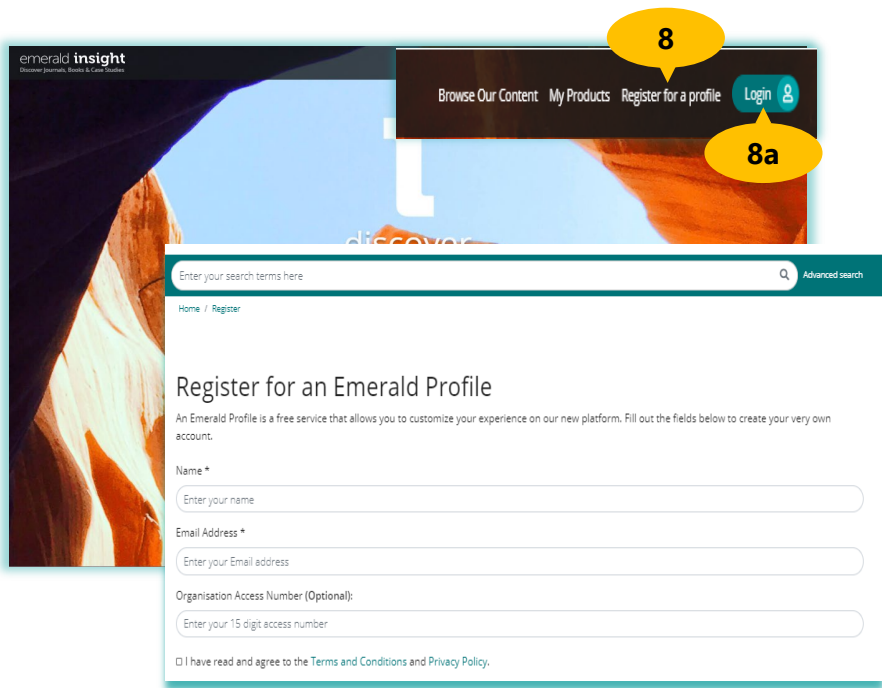 8
emerald insight
Discover Journals, Books & Case Studies
Browse Our Content My Products Register for a profile Login
8a
discover
Enter your search terms here
Advanced search
Home / Register
Register for an Emerald Profile
An Emerald Profile is a free service that allows you to customize your experience on our new platform. Fill out the fields below to create your very own
account.
Name *
Enter your name
Email Address *
Enter your Email address
Organisation Access Number (Optional):
Enter your 15 digit access number
I have read and agree to the Terms and Conditions and Privacy Policy.